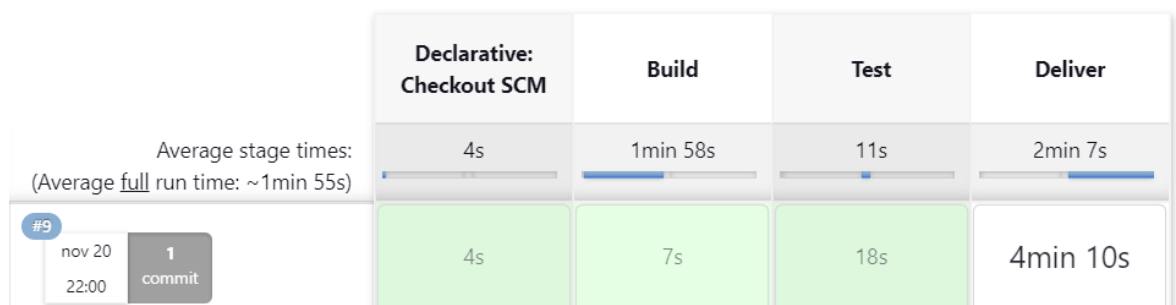 Declarative:
Checkout SCM
Build
Test
Deliver
Average stage times:
(Average full run time: ~1min 55s)
4s
1min 58s
11s
2min 7s
#9
nov 20
22:00
1
commit
4s
7s
18s
4min 10s